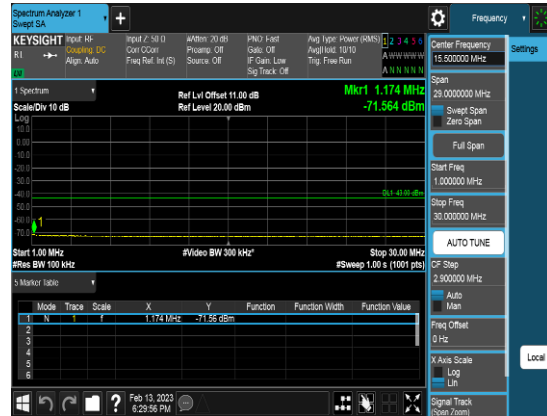 Spectrum Analyzer 1
Swept SA
+
Frequency
KEYSIGHT
R1
LXI
Input: RF
Coupling: DC
Align: Auto
Input Z: 50 Ω
Corr CCorr
Freq Ref: Int (S)
#Atten: 20 dB
Preamp: Off
Source: Off
PNO: Fast
Gate: Off
IF Gain: Low
Sig Track: Off
Avg Type: Power (RMS)
Avg|Hold: 10/10
Trig: Free Run
1 2 3 4 5 6
A W W W W W
A N N N N N
1 Spectrum
Scale/Div 10 dB
Log
Ref Lvl Offset 11.00 dB
Ref Level 20.00 dBm
Mkr1 1.174 MHz
-71.564 dBm
10.0
0.00
-10.0
-20.0
-30.0
-40.0
-50.0
-60.0
-70.0
DL1 -43.00 dBm
1
Start 1.00 MHz
#Res BW 100 kHz
#Video BW 300 kHz*
Stop 30.00 MHz
#Sweep 1.00 s (1001 pts)
5 Marker Table
Mode Trace Scale X Y Function Function Width Function Value
1 N 1 f 1.174 MHz -71.56 dBm
2
3
4
5
6
Feb 13, 2023
6:29:56 PM
?
Center Frequency
15.500000 MHz
Settings
Span
29.0000000 MHz
Swept Span
Zero Span
Full Span
Start Freq
1.000000 MHz
Stop Freq
30.000000 MHz
AUTO TUNE
CF Step
2.900000 MHz
Auto
Man
Freq Offset
0 Hz
X Axis Scale
Log
Lin
Local
Signal Track
(Span Zoom)